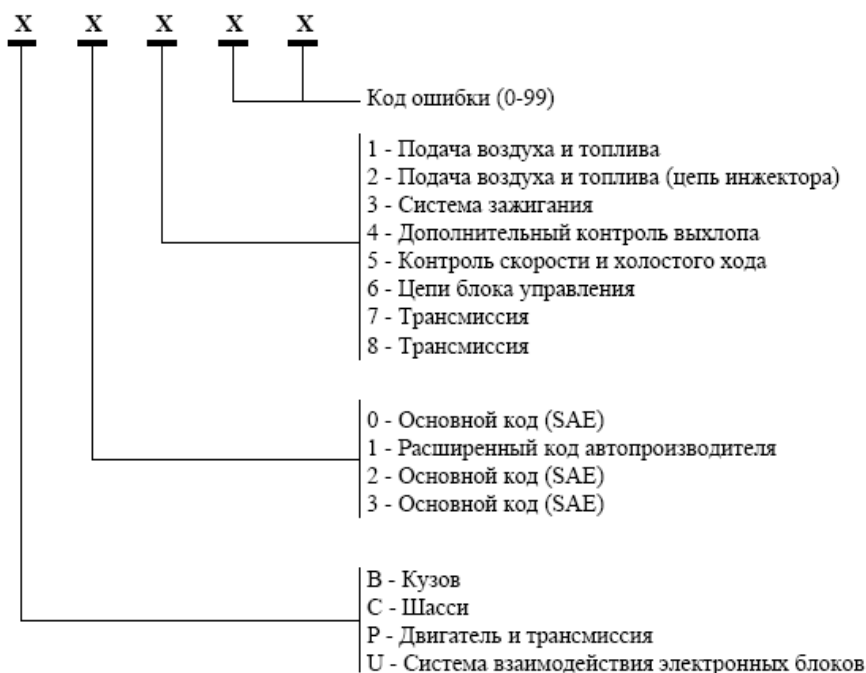 X X X X X
Код ошибки (0-99)
1 - Подача воздуха и топлива
2 - Подача воздуха и топлива (цепь инжектора)
3 - Система зажигания
4 - Дополнительный контроль выхлопа
5 - Контроль скорости и холостого хода
6 - Цепи блока управления
7 - Трансмиссия
8 - Трансмиссия
0 - Основной код (SAE)
1 - Расширенный код автопроизводителя
2 - Основной код (SAE)
3 - Основной код (SAE)
B - Кузов
C - Шасси
P - Двигатель и трансмиссия
U - Система взаимодействия электронных блоков